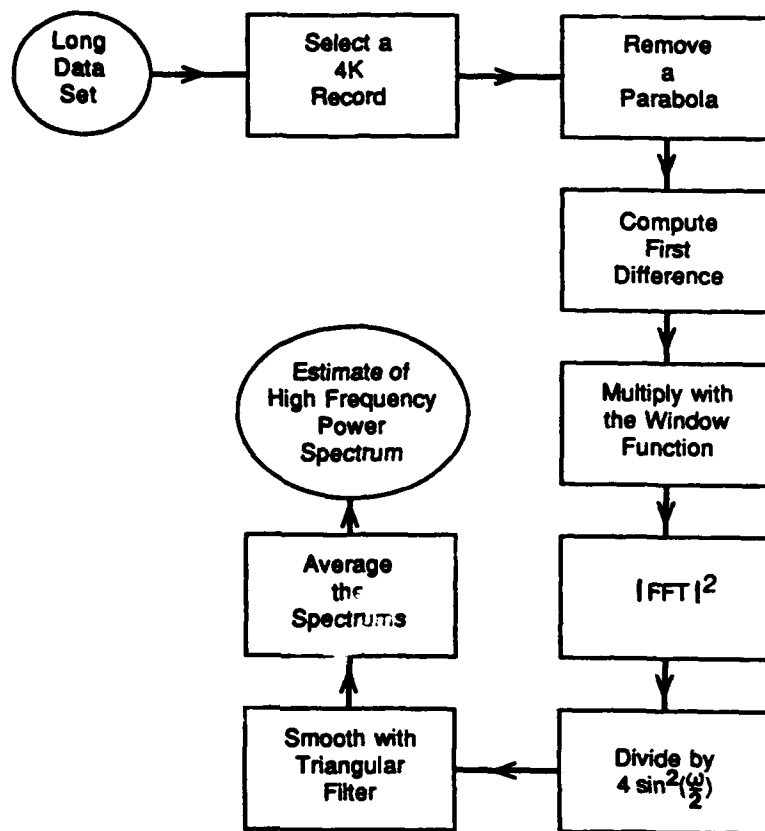 Long
Data
Set
Select a
4K
Record
Remove
a
Parabola
Compute
First
Difference
Multiply with
the Window
Function
|FFT|²
Divide by
4 sin²(ω/2)
Smooth with
Triangular
Filter
Average
the
Spectrums
Estimate of
High Frequency
Power
Spectrum